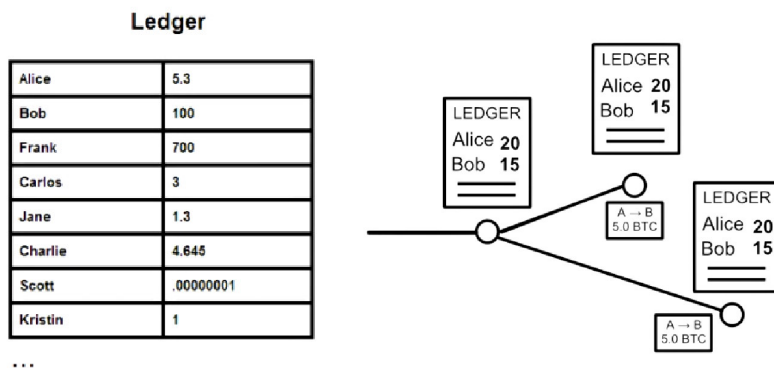 Ledger
Alice 5.3
Bob 100
Frank 700
Carlos 3
Jane 1.3
Charlie 4.645
Scott .00000001
Kristin 1
...
LEDGER
Alice 20
Bob 15
A → B
5.0 BTC
LEDGER
Alice 20
Bob 15
LEDGER
Alice 20
Bob 15
A → B
5.0 BTC